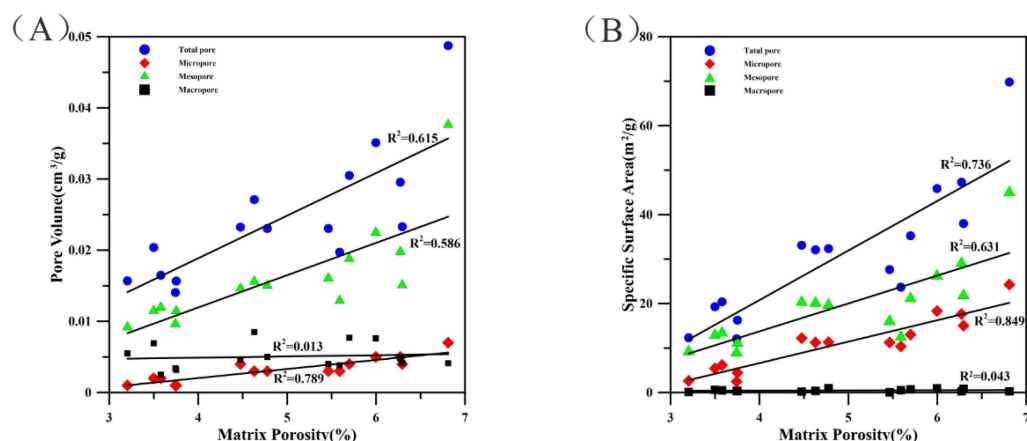 （A）
0.05
0.04
0.03
0.02
0.01
0
Pore Volune(cm³/g)
Total pore
Micropore
Mesopore
Macropore
R²=0.615
R²=0.586
R²=0.013
R²=0.789
3 4 5 6 7
Matrix Porosity(%)
（B）
80
60
40
20
0
Specific Surface Area(m²/g)
Tatal pore
Micropore
Mesopore
Macropore
R²=0.736
R²=0.631
R²=0.849
R²=0.043
3 4 5 6 7
Matrix Porosity(%)